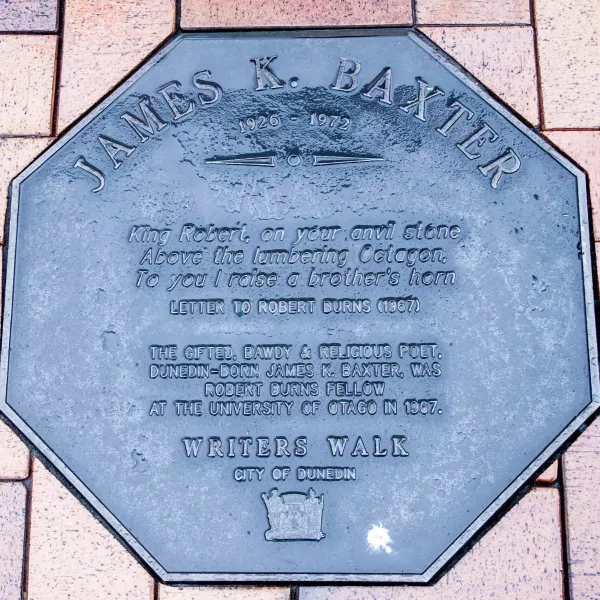 JAMES K. BAXTER
1926 - 1972
King Robert, on your anvil stone
Above the lumbering Octagon,
To you I raise a brother's horn
LETTER TO ROBERT BURNS (1967)
THE GIFTED, BAWDY & RELIGIOUS POET,
DUNEDIN-BORN JAMES K. BAXTER, WAS
ROBERT BURNS FELLOW
AT THE UNIVERSITY OF OTAGO IN 1967.
WRITERS WALK
CITY OF DUNEDIN